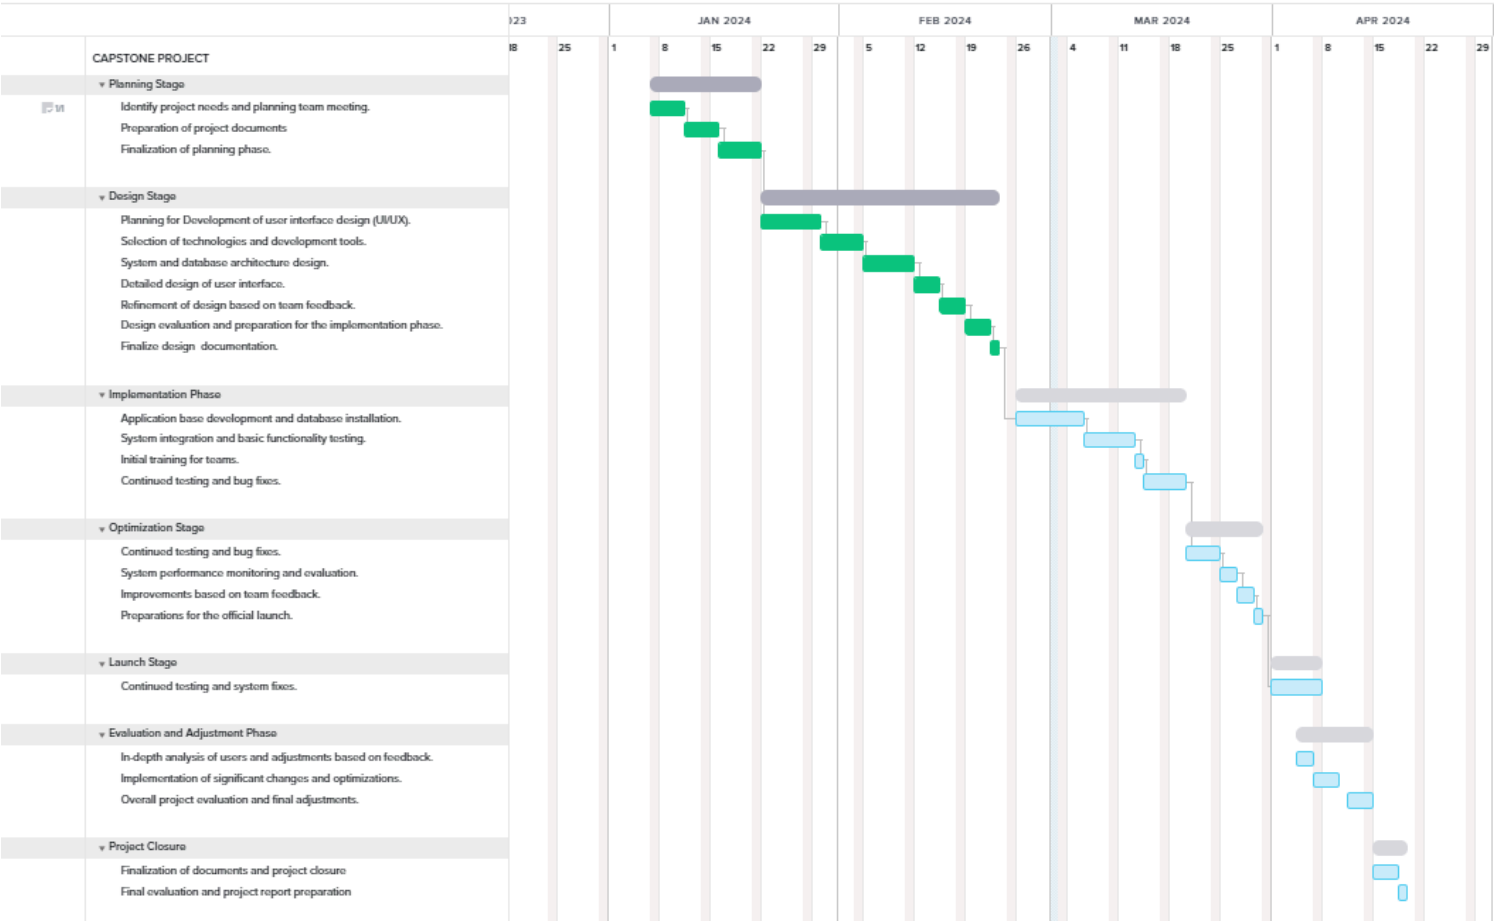 023 JAN 2024 FEB 2024 MAR 2024 APR 2024
18 25 1 8 15 22 29 5 12 19 26 4 11 18 25 1 8 15 22 29
CAPSTONE PROJECT
Planning Stage
Identify project needs and planning team meeting.
Preparation of project documents
Finalization of planning phase.
Design Stage
Planning for Development of user interface design (UI/UX).
Selection of technologies and development tools.
System and database architecture design.
Detailed design of user interface.
Refinement of design based on team feedback.
Design evaluation and preparation for the implementation phase.
Finalize design documentation.
Implementation Phase
Application base development and database installation.
System integration and basic functionality testing.
Initial training for teams.
Continued testing and bug fixes.
Optimization Stage
Continued testing and bug fixes.
System performance monitoring and evaluation.
Improvements based on team feedback.
Preparations for the official launch.
Launch Stage
Continued testing and system fixes.
Evaluation and Adjustment Phase
In-depth analysis of users and adjustments based on feedback.
Implementation of significant changes and optimizations.
Overall project evaluation and final adjustments.
Project Closure
Finalization of documents and project closure
Final evaluation and project report preparation